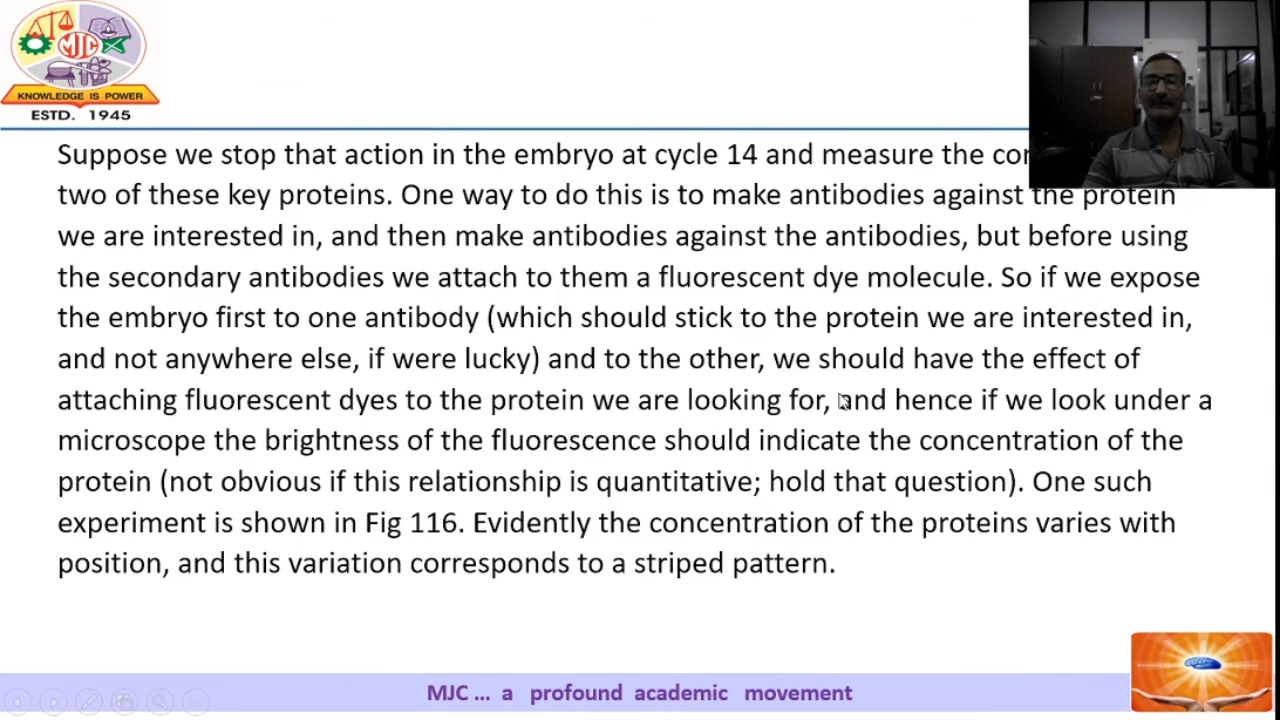 MJC
KNOWLEDGE IS POWER
ESTD. 1945
Suppose we stop that action in the embryo at cycle 14 and measure the
two of these key proteins. One way to do this is to make antibodies against the protein
we are interested in, and then make antibodies against the antibodies, but before using
the secondary antibodies we attach to them a fluorescent dye molecule. So if we expose
the embryo first to one antibody (which should stick to the protein we are interested in,
and not anywhere else, if were lucky) and to the other, we should have the effect of
attaching fluorescent dyes to the protein we are looking for, and hence if we look under a
microscope the brightness of the fluorescence should indicate the concentration of the
protein (not obvious if this relationship is quantitative; hold that question). One such
experiment is shown in Fig 116. Evidently the concentration of the proteins varies with
position, and this variation corresponds to a striped pattern.
MJC ... a profound academic movement